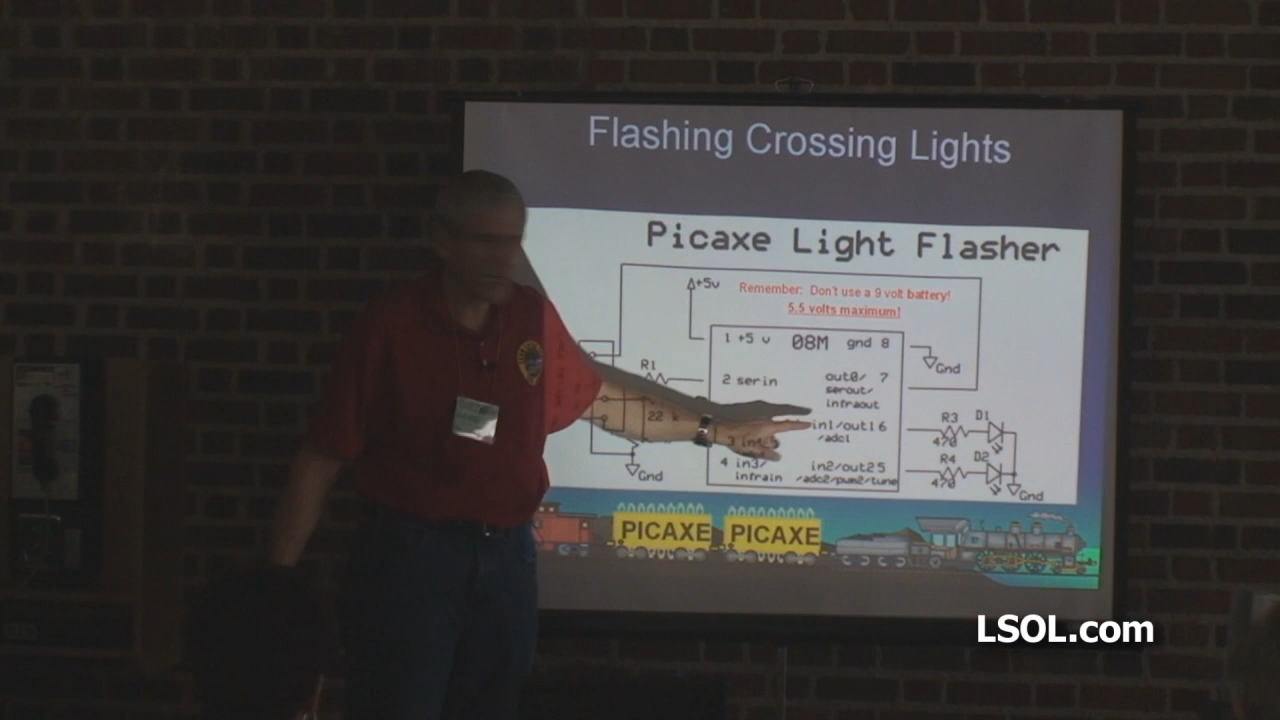 Flashing Crossing Lights
Picaxe Light Flasher
+5v
Remember: Don't use a 9 volt battery!
5.5 volts maximum!
1 +5 v 08M gnd 8
Gnd
R1
2 serin
out0/ 7
serout/
infraout
22 k
in1/out1 6
/adc1
R3 D1
470
4 in3/
infrain
in2/out2 5
/adc2/pwm2/tune
R4 D2
470
Gnd
Gnd
PICAXE PICAXE
LSOL.com